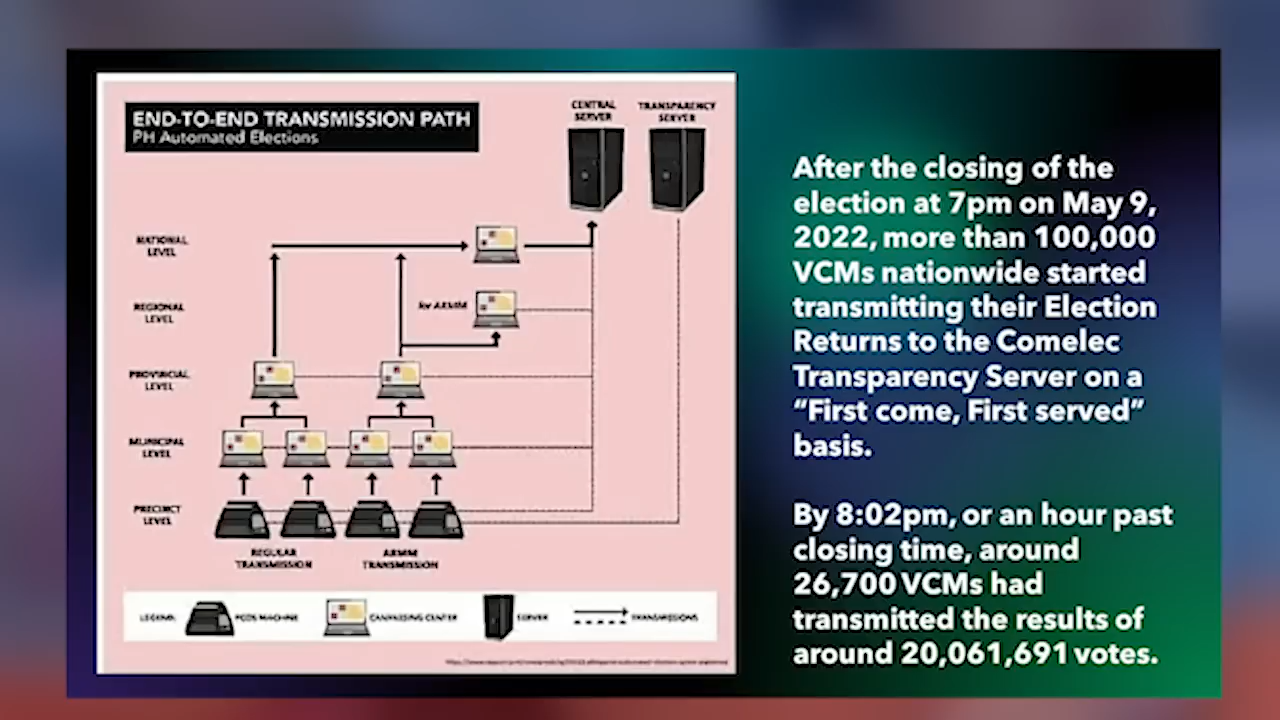 END-TO-END TRANSMISSION PATH
PH Automated Elections
CENTRAL
SERVER
TRANSPARENCY
SERVER
NATIONAL
LEVEL
for ARMM
REGIONAL
LEVEL
PROVINCIAL
LEVEL
MUNICIPAL
LEVEL
PRECINCT
LEVEL
REGULAR
TRANSMISSION
ARMM
TRANSMISSION
LEGEND:
PCOS MACHINE
CANVASSING CENTER
SERVER
TRANSMISSIONS
After the closing of the
election at 7pm on May 9,
2022, more than 100,000
VCMs nationwide started
transmitting their Election
Returns to the Comelec
Transparency Server on a
“First come, First served”
basis.
By 8:02pm, or an hour past
closing time, around
26,700 VCMs had
transmitted the results of
around 20,061,691 votes.